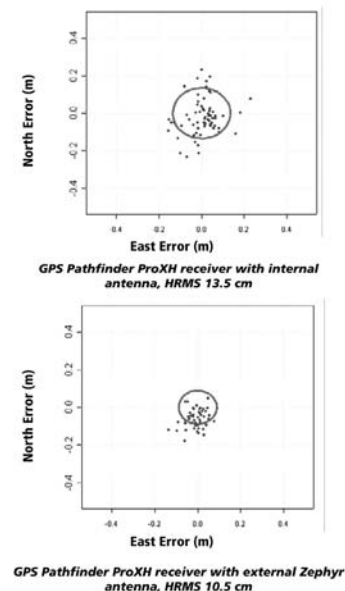 0.4
0.2
0.0
-0.2
-0.4
North Error (m)
-0.4 -0.2 0.0 0.2 0.4
East Error (m)
GPS Pathfinder ProXH receiver with internal
antenna, HRMS 13.5 cm
0.4
0.2
0.0
-0.2
-0.4
North Error (m)
-0.4 -0.2 0.0 0.2 0.4
East Error (m)
GPS Pathfinder ProXH receiver with external Zephyr
antenna, HRMS 10.5 cm